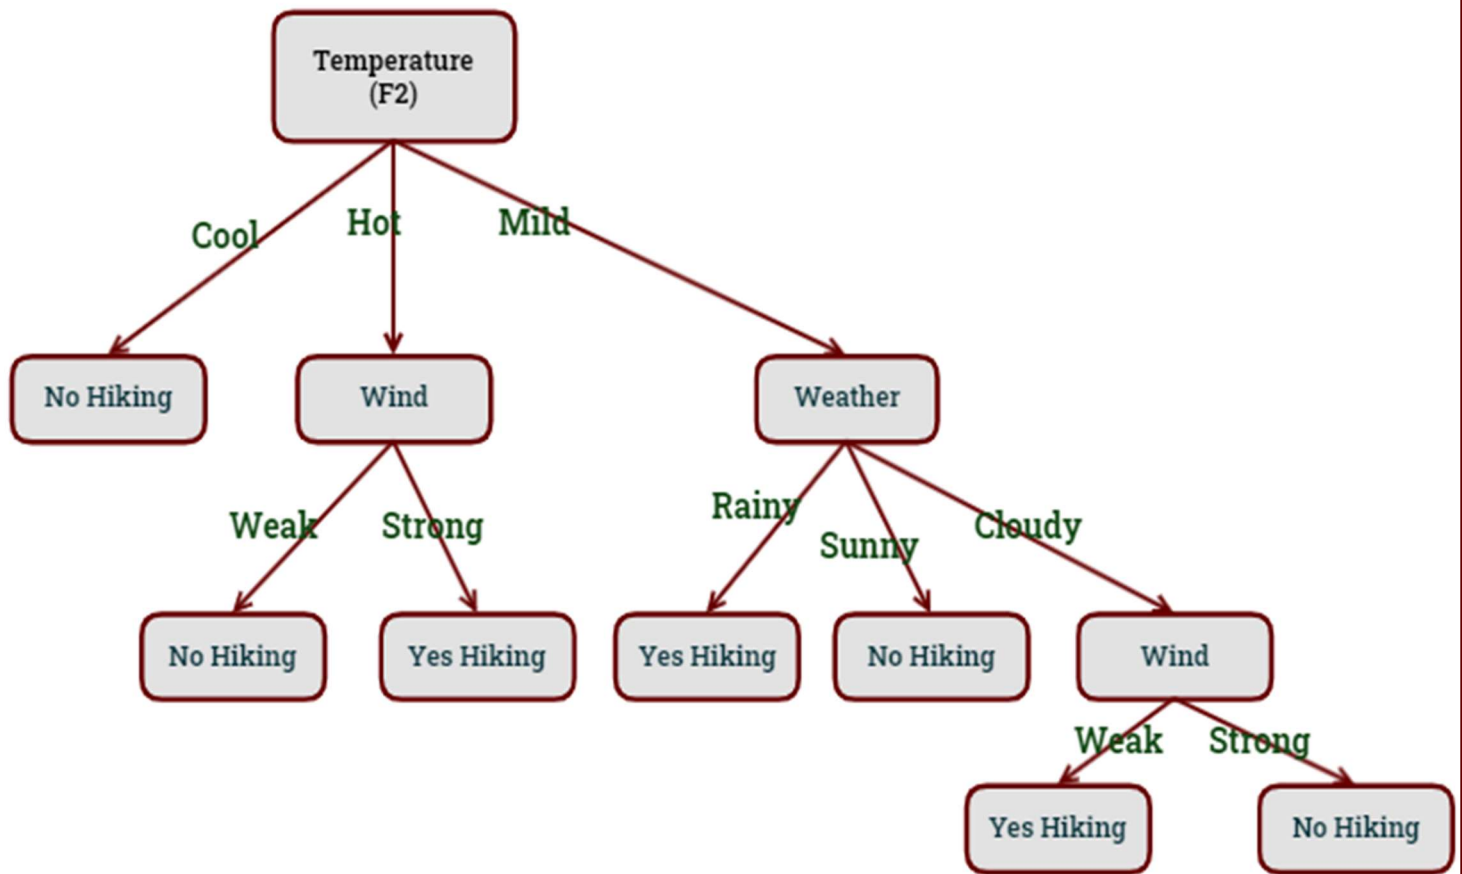 Temperature
(F2)
Cool
Hot
Mild
No Hiking
Wind
Weather
Weak
Strong
Rainy
Sunny
Cloudy
No Hiking
Yes Hiking
Yes Hiking
No Hiking
Wind
Weak
Strong
Yes Hiking
No Hiking